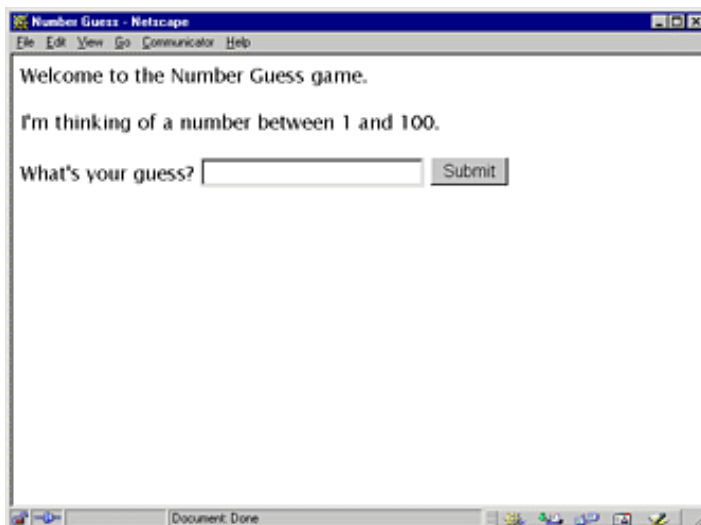 Number Guess - Netscape
File Edit View Go Communicator Help
Welcome to the Number Guess game.
I'm thinking of a number between 1 and 100.
What's your guess? Submit
Document: Done